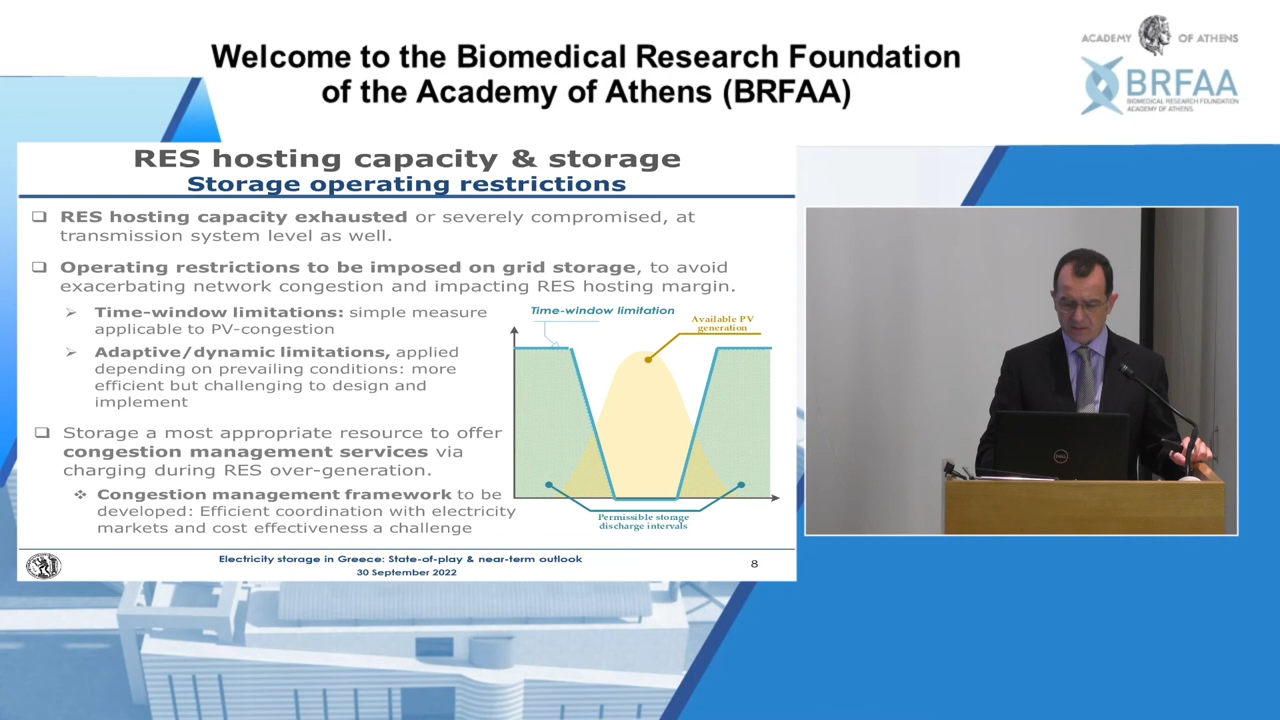 Welcome to the Biomedical Research Foundation
of the Academy of Athens (BRFAA)
ACADEMY OF ATHENS
BRFAA
BIOMEDICAL RESEARCH FOUNDATION
ACADEMY OF ATHENS
RES hosting capacity & storage
Storage operating restrictions
❑ RES hosting capacity exhausted or severely compromised, at
transmission system level as well.
❑ Operating restrictions to be imposed on grid storage, to avoid
exacerbating network congestion and impacting RES hosting margin.
➢ Time-window limitations: simple measure
applicable to PV-congestion
➢ Adaptive/dynamic limitations, applied
depending on prevailing conditions: more
efficient but challenging to design and
implement
❑ Storage a most appropriate resource to offer
congestion management services via
charging during RES over-generation.
❖ Congestion management framework to be
developed: Efficient coordination with electricity
markets and cost effectiveness a challenge
Time-window limitation
Available PV
generation
Permissible storage
discharge intervals
Electricity storage in Greece: State-of-play & near-term outlook
30 September 2022
8
DELL